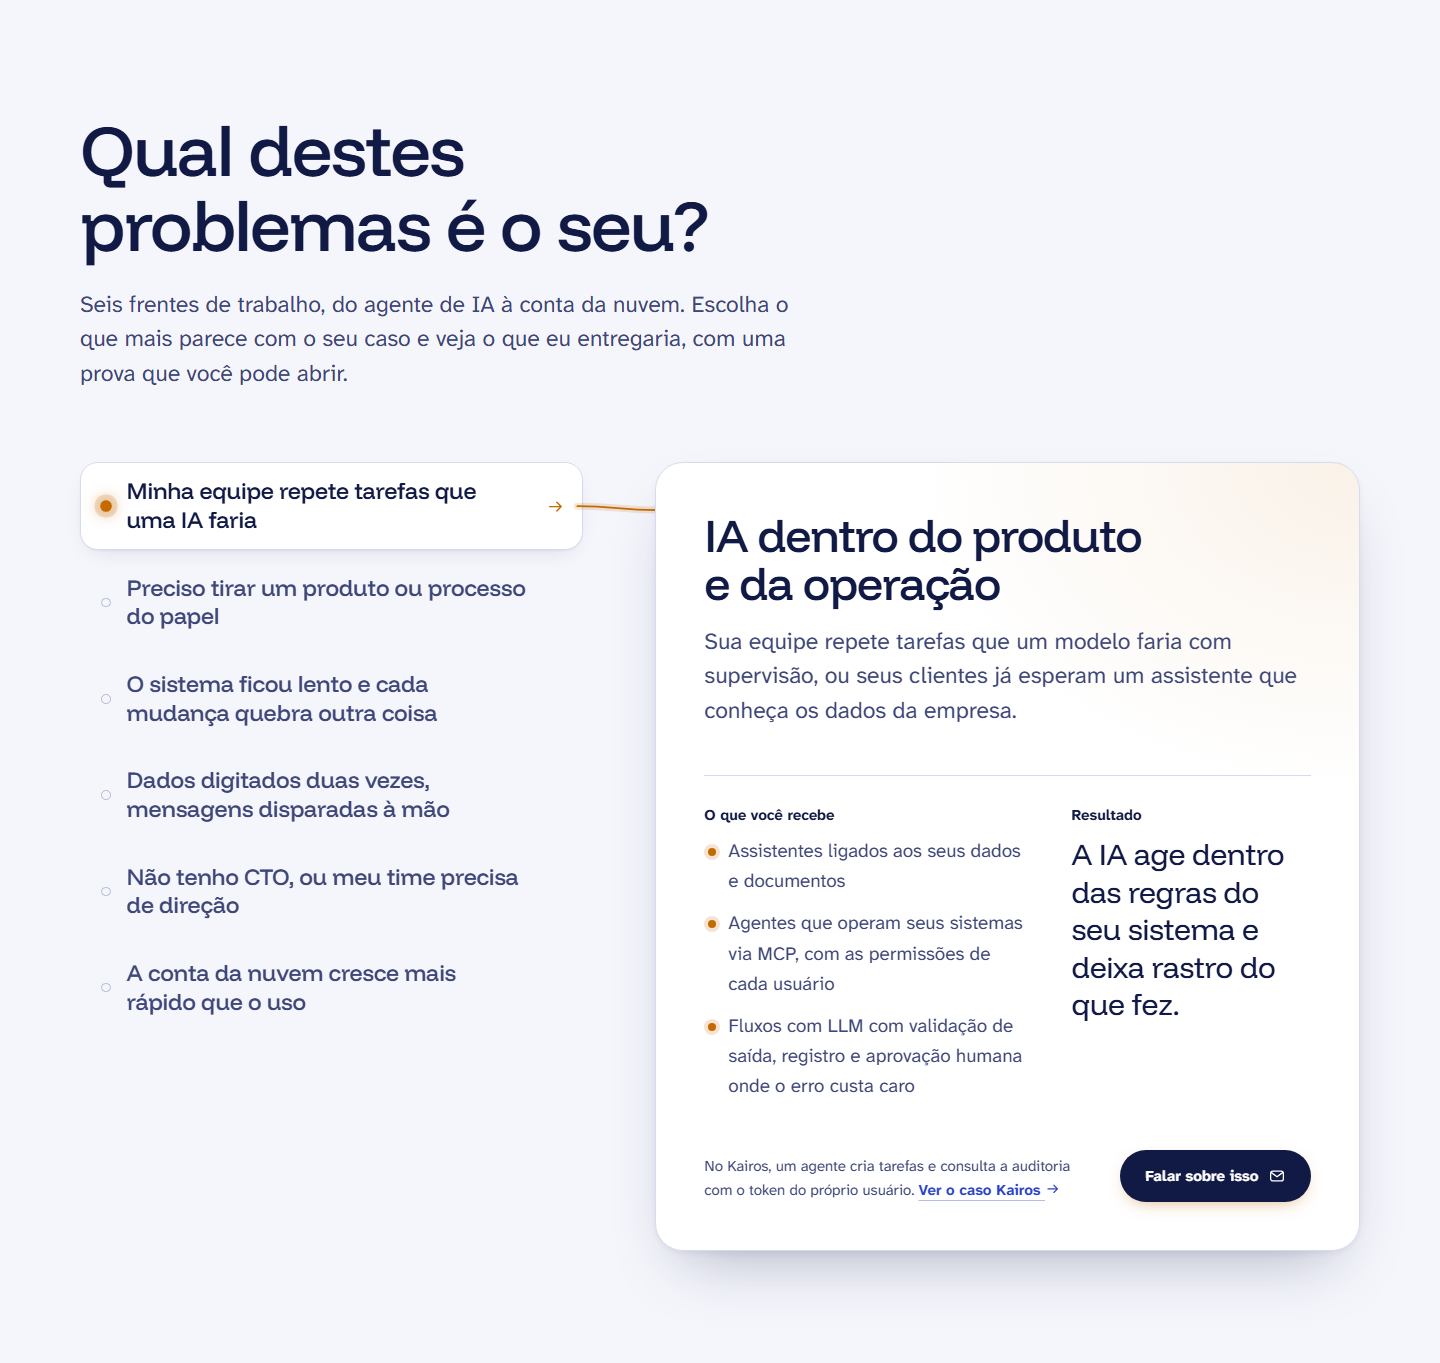 Qual destes
problemas é o seu?
Seis frentes de trabalho, do agente de IA à conta da nuvem. Escolha o
que mais parece com o seu caso e veja o que eu entregaria, com uma
prova que você pode abrir.
Minha equipe repete tarefas que
uma IA faria
Preciso tirar um produto ou processo
do papel
O sistema ficou lento e cada
mudança quebra outra coisa
Dados digitados duas vezes,
mensagens disparadas à mão
Não tenho CTO, ou meu time precisa
de direção
A conta da nuvem cresce mais
rápido que o uso
IA dentro do produto
e da operação
Sua equipe repete tarefas que um modelo faria com
supervisão, ou seus clientes já esperam um assistente que
conheça os dados da empresa.
O que você recebe
Assistentes ligados aos seus dados
e documentos
Agentes que operam seus sistemas
via MCP, com as permissões de
cada usuário
Fluxos com LLM com validação de
saída, registro e aprovação humana
onde o erro custa caro
Resultado
A IA age dentro
das regras do
seu sistema e
deixa rastro do
que fez.
No Kairos, um agente cria tarefas e consulta a auditoria
com o token do próprio usuário. Ver o caso Kairos →
Falar sobre isso